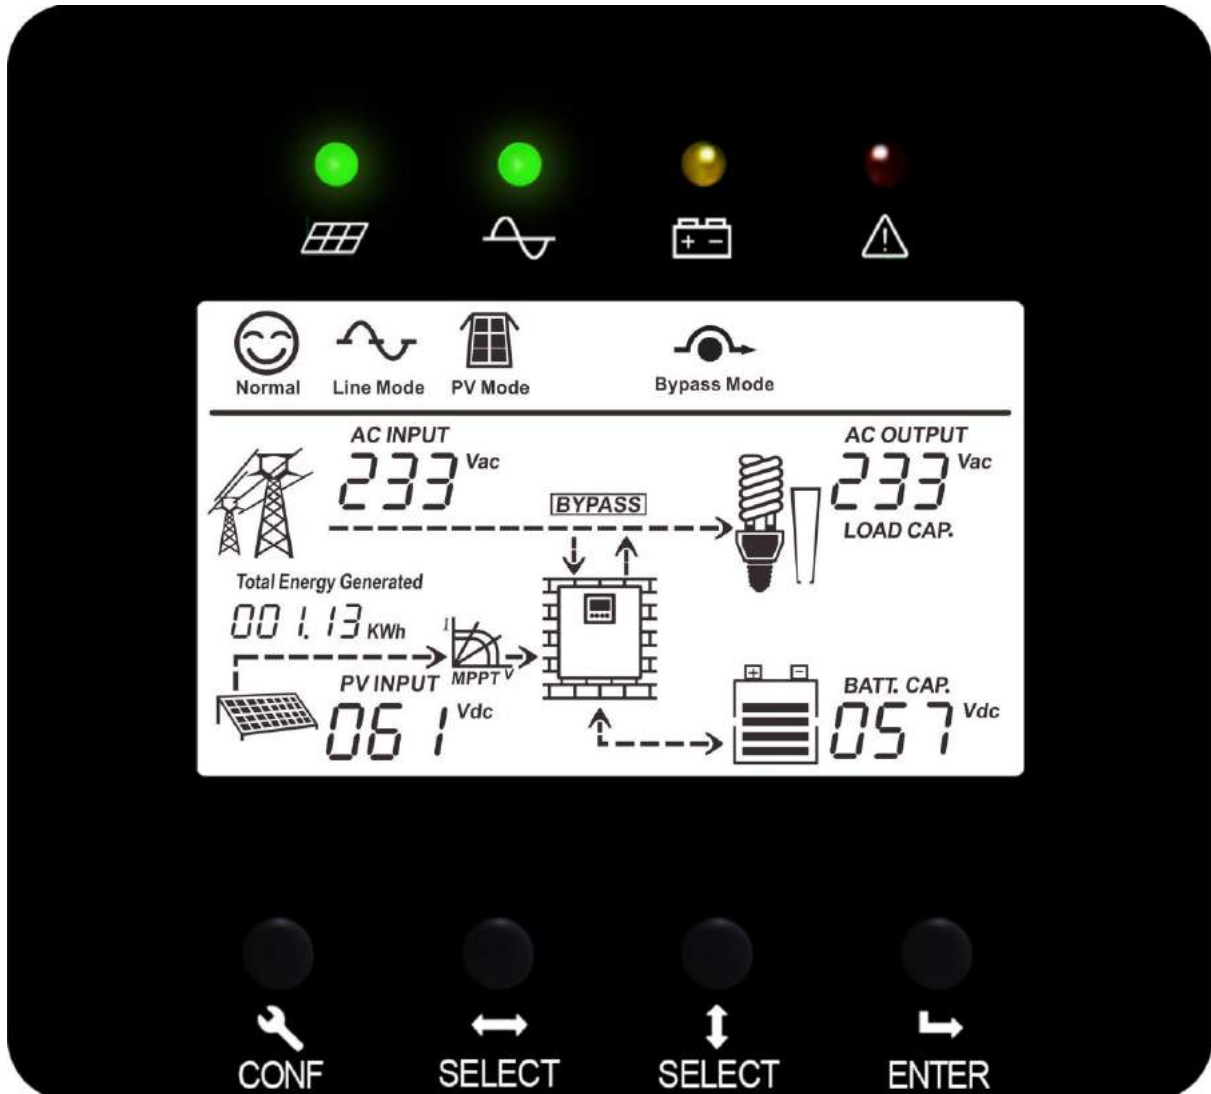 Normal
Line Mode
PV Mode
Bypass Mode
AC INPUT
233 Vac
AC OUTPUT
233 Vac
BYPASS
LOAD CAP.
Total Energy Generated
001.13 KWh
MPPT
I
V
PV INPUT
061 Vdc
BATT. CAP.
057 Vdc
CONF
SELECT
SELECT
ENTER